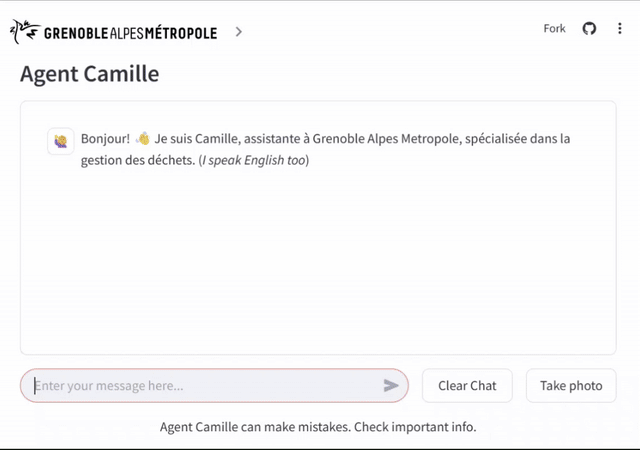 GRENOBLEALPESMÉTROPOLE
Fork
Agent Camille
Bonjour! 👋 Je suis Camille, assistante à Grenoble Alpes Metropole, spécialisée dans la
gestion des déchets. (I speak English too)
Enter your message here...
Clear Chat
Take photo
Agent Camille can make mistakes. Check important info.